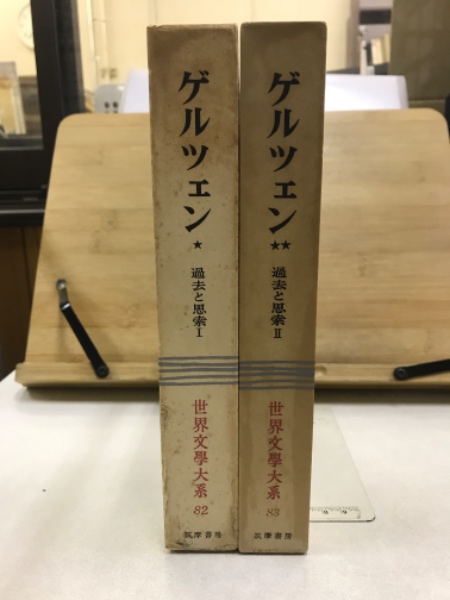 ゲルツェン
★
過去と思索Ⅰ
世界文學大系
82
筑摩書房
ゲルツェン
★★
過去と思索Ⅱ
世界文學大系
83
筑摩書房